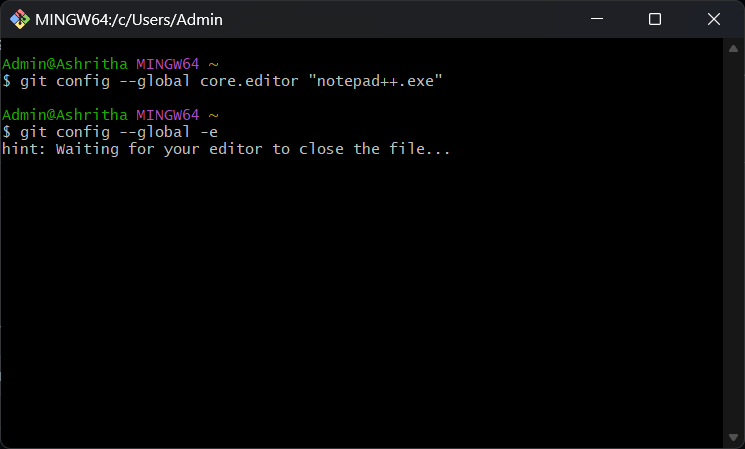 MINGW64:/c/Users/Admin
Admin@Ashritha MINGW64 ~
$ git config --global core.editor "notepad++.exe"
Admin@Ashritha MINGW64 ~
$ git config --global -e
hint: Waiting for your editor to close the file...